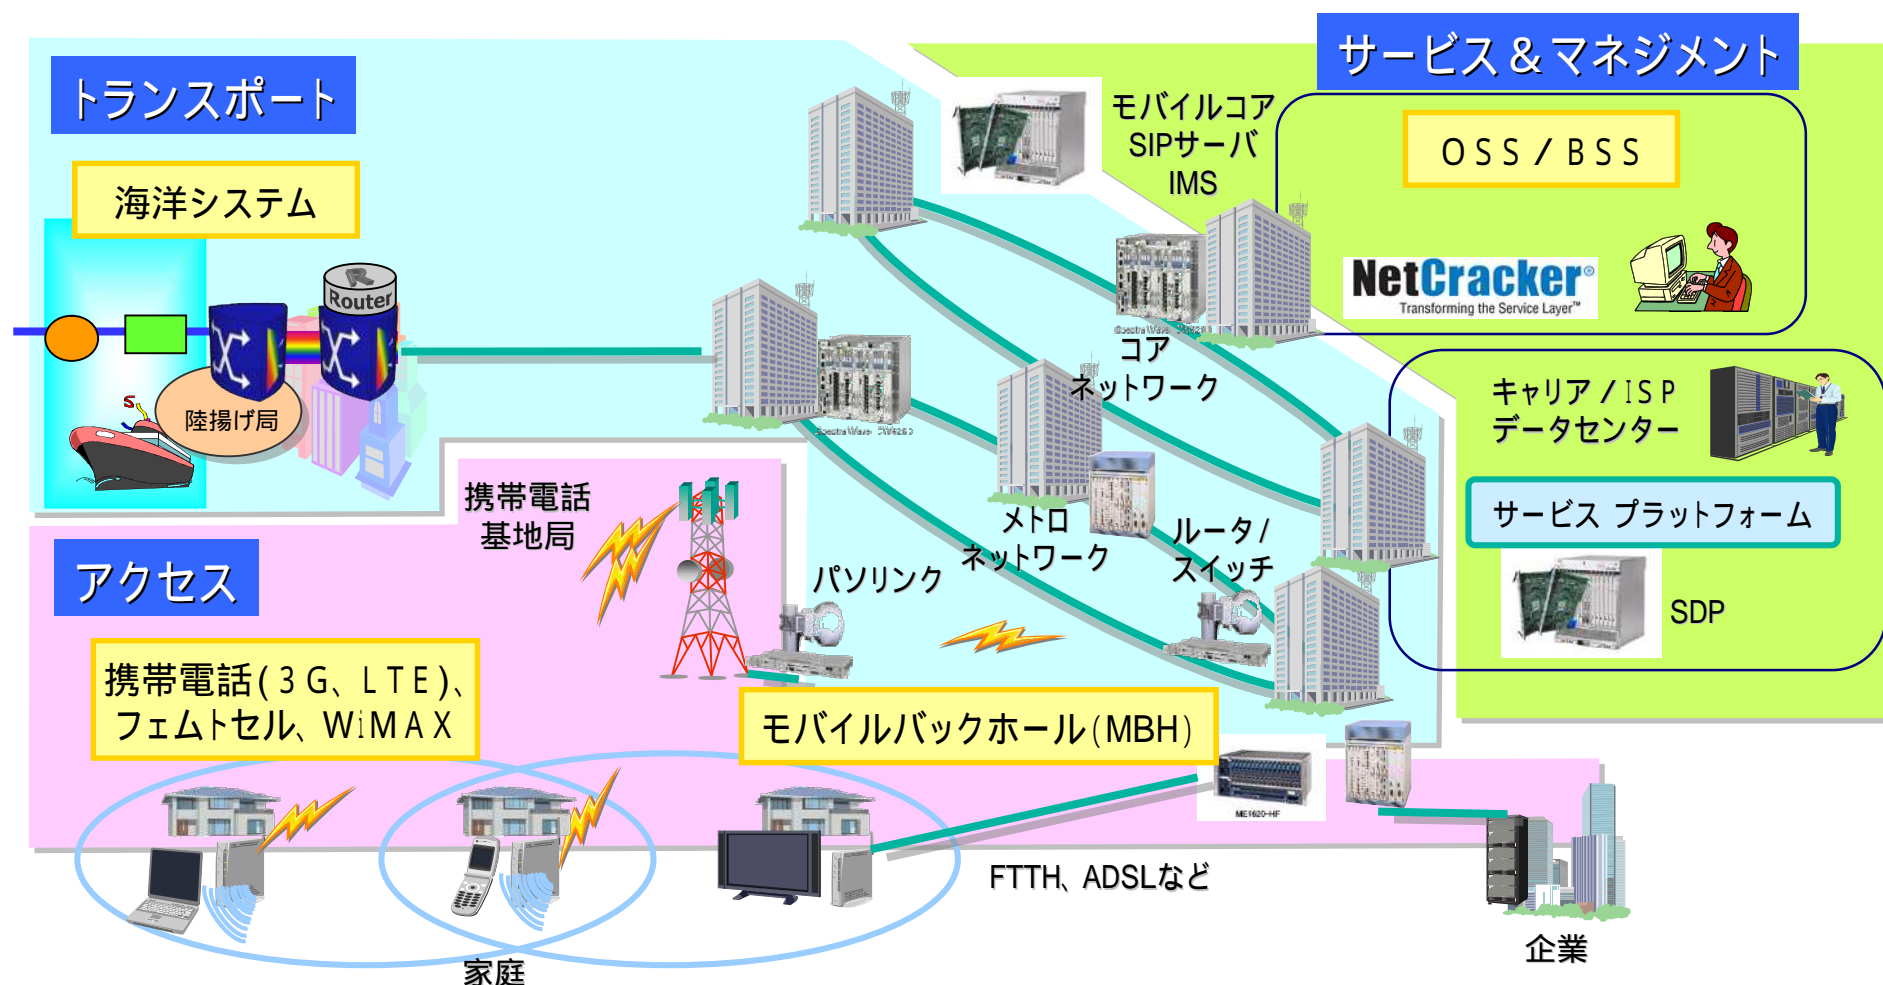 トランスポート
サービス＆マネジメント
海洋システム
Router
陸揚げ局
モバイルコア
SIPサーバ
IMS
OSS/BSS
NetCracker®
Transforming the Service Layer™
コア
ネットワーク
キャリア/ISP
データセンター
サービス プラットフォーム
SDP
メトロ
ネットワーク
ルータ/
スイッチ
携帯電話
基地局
パソリンク
アクセス
携帯電話(3G、LTE)、
フェムトセル、WiMAX
モバイルバックホール(MBH)
ME1620-HF
FTTH、ADSLなど
家庭
企業